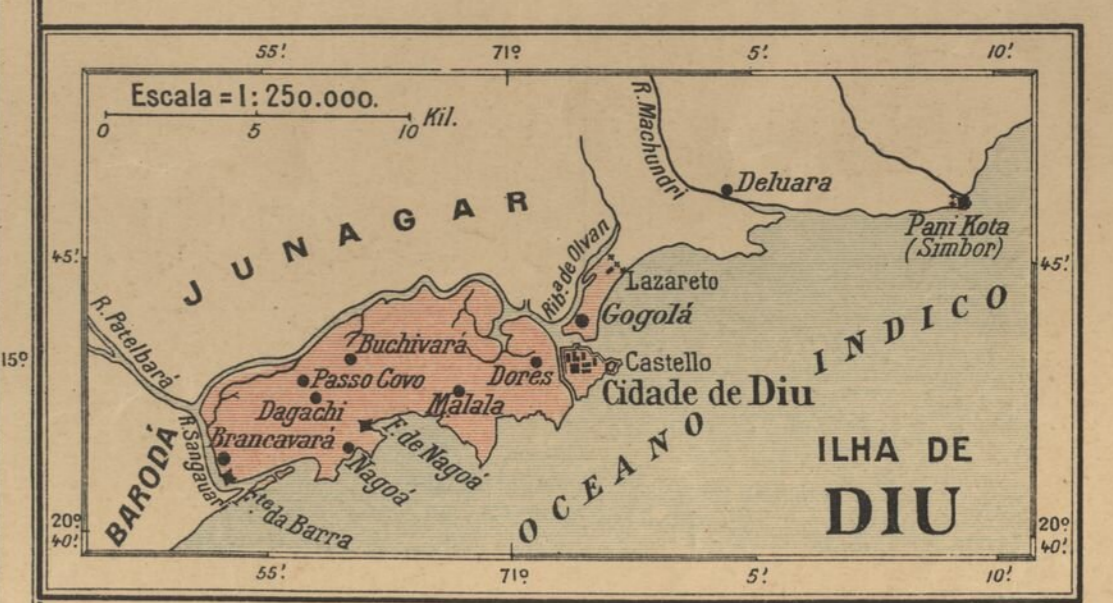 55'. 71º 5'. 10'.
Escala = 1: 250.000.
0 5 10 Kil.
R. Machundri
Deluara
Pani Kota
(Simbor)
JUNAGAR
Rib.ª de Olvan
45'. 45'.
Lazareto
Gogolá
R. Patelbará
15º
Buchivará
Castello
Passo Covo
Dores
Cidade de Diu
Dagachi
Malala
Brancavará
F. de Nagoá
Nagoá
R. Sangauar
F.te da Barra
BARODÁ
OCEANO INDICO
ILHA DE
DIU
20º 20º
40'. 40'.
55'. 71º 5'. 10'.